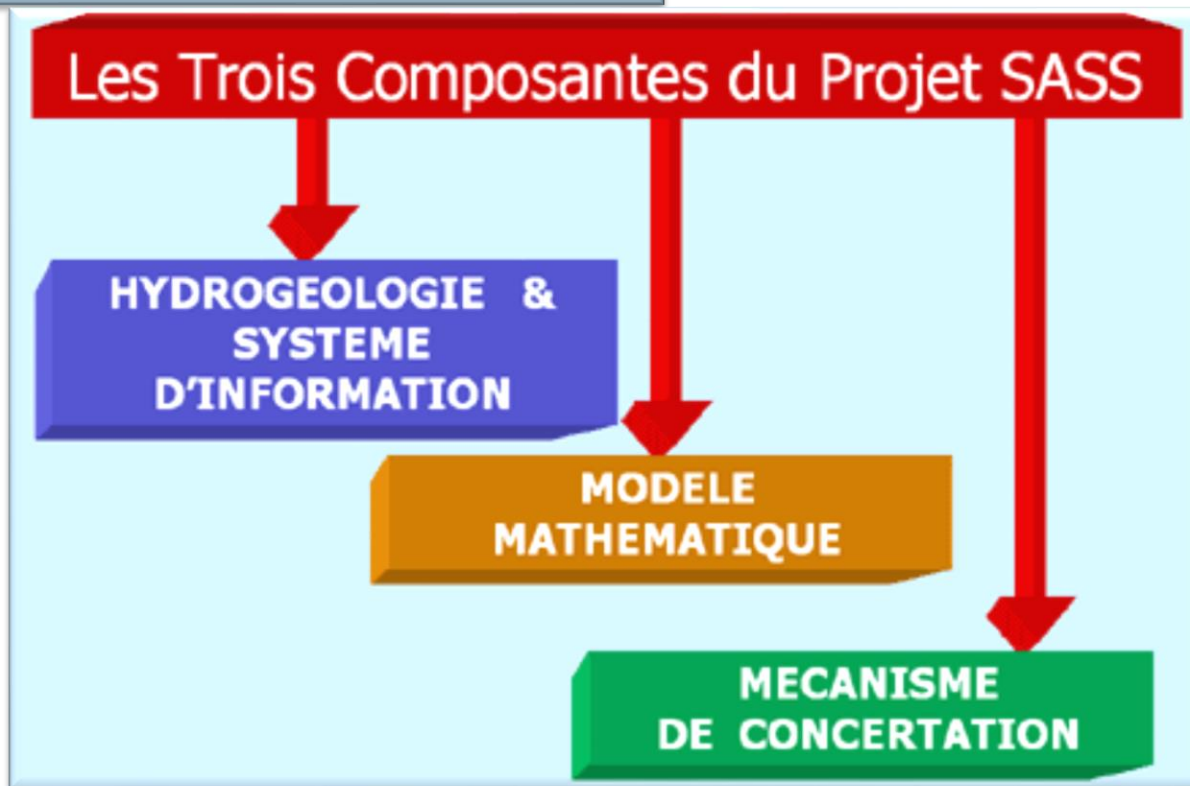 Les Trois Composantes du Projet SASS
HYDROGEOLOGIE &
SYSTEME
D'INFORMATION
MODELE
MATHEMATIQUE
MECANISME
DE CONCERTATION